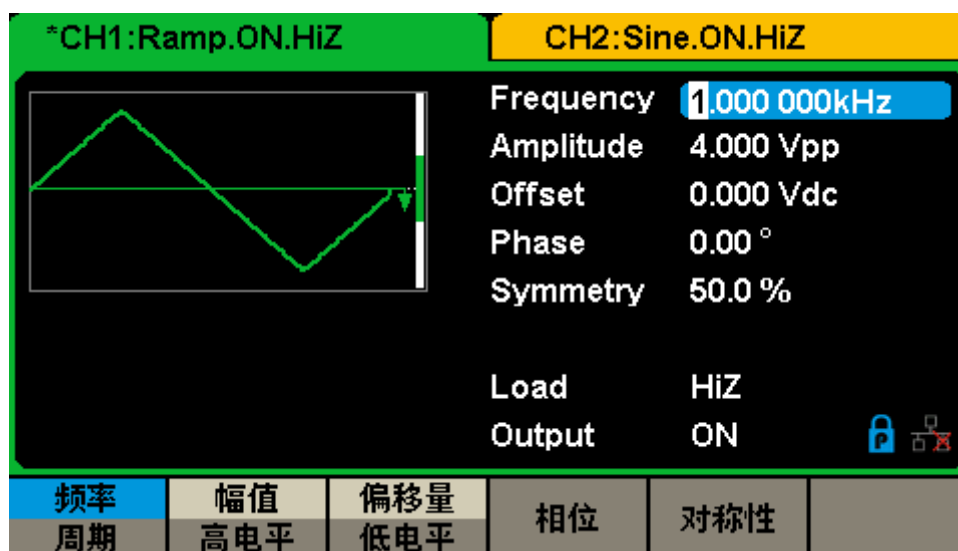 *CH1:Ramp.ON.HiZ CH2:Sine.ON.HiZ
Frequency 1.000 000kHz
Amplitude 4.000 Vpp
Offset 0.000 Vdc
Phase 0.00 °
Symmetry 50.0 %
Load HiZ
Output ON
频率 幅值 偏移量 相位 对称性
周期 高电平 低电平